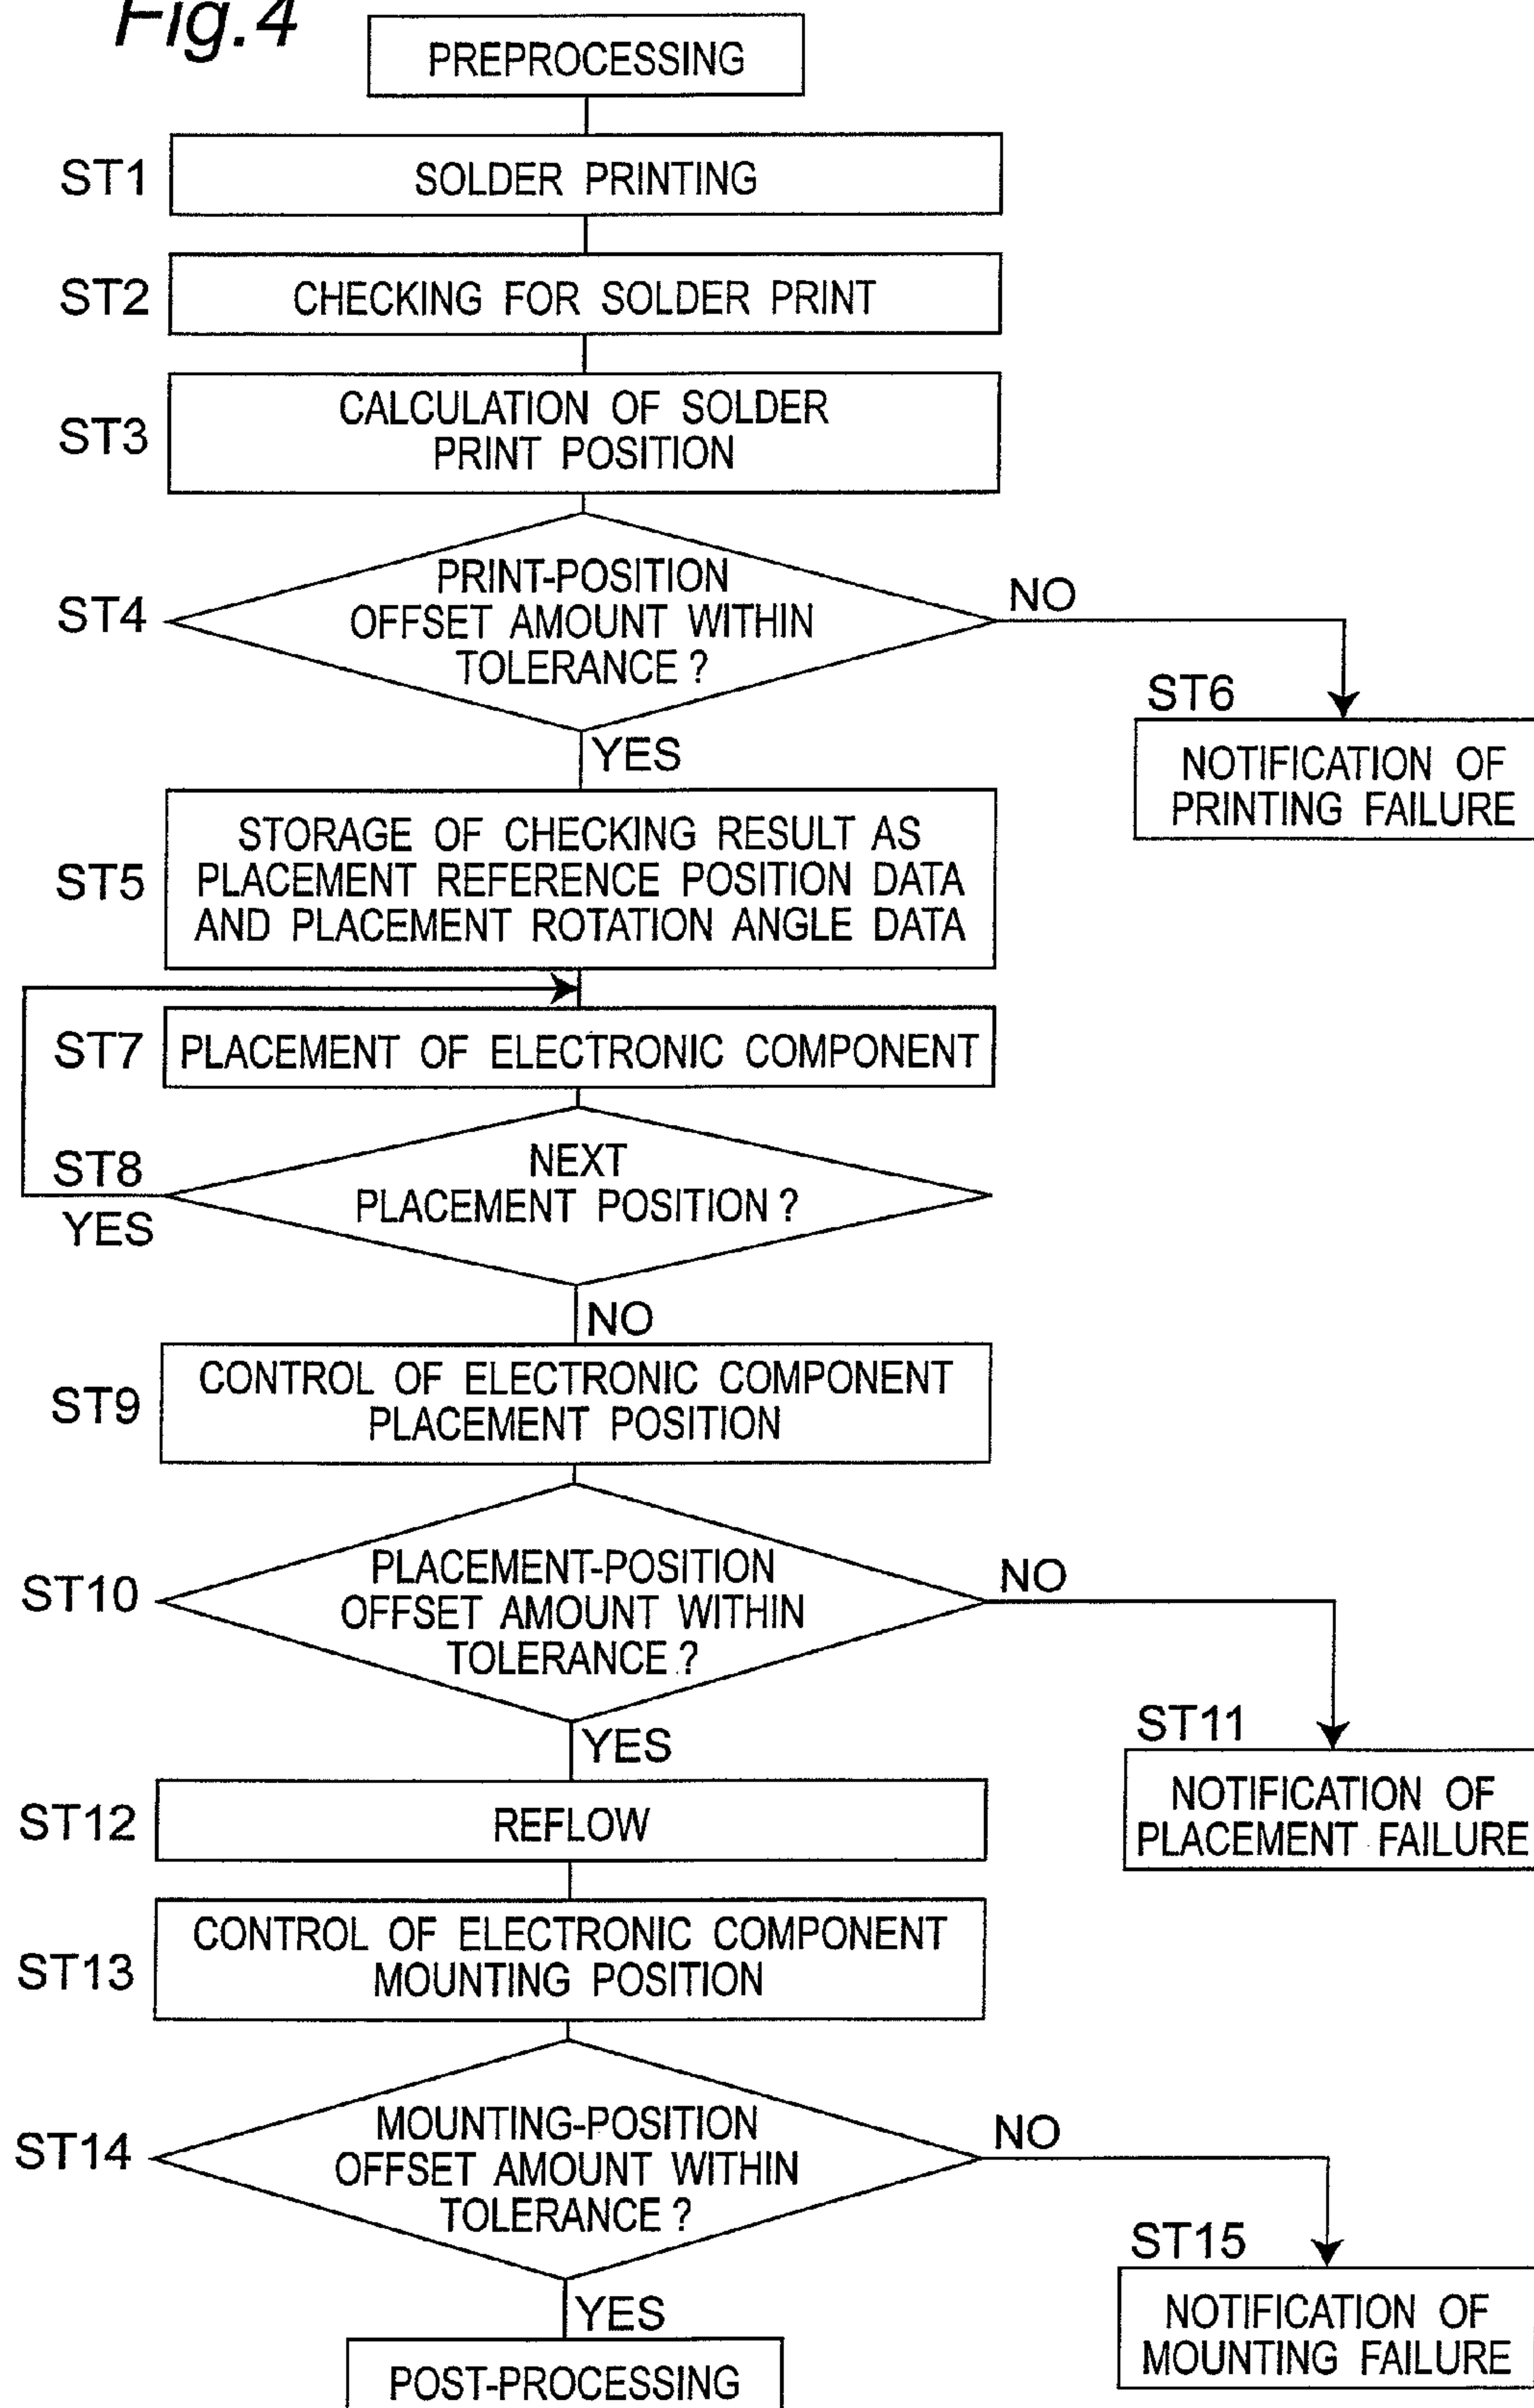 Fig.4
PREPROCESSING
ST1
SOLDER PRINTING
ST2
CHECKING FOR SOLDER PRINT
ST3
CALCULATION OF SOLDER
PRINT POSITION
ST4
PRINT-POSITION
OFFSET AMOUNT WITHIN
TOLERANCE ?
NO
ST6
NOTIFICATION OF
PRINTING FAILURE
YES
ST5
STORAGE OF CHECKING RESULT AS
PLACEMENT REFERENCE POSITION DATA
AND PLACEMENT ROTATION ANGLE DATA
ST7
PLACEMENT OF ELECTRONIC COMPONENT
ST8
YES
NEXT
PLACEMENT POSITION ?
NO
ST9
CONTROL OF ELECTRONIC COMPONENT
PLACEMENT POSITION
ST10
PLACEMENT-POSITION
OFFSET AMOUNT WITHIN
TOLERANCE ?
NO
ST11
NOTIFICATION OF
PLACEMENT FAILURE
YES
ST12
REFLOW
ST13
CONTROL OF ELECTRONIC COMPONENT
MOUNTING POSITION
ST14
MOUNTING-POSITION
OFFSET AMOUNT WITHIN
TOLERANCE ?
NO
ST15
NOTIFICATION OF
MOUNTING FAILURE
YES
POST-PROCESSING